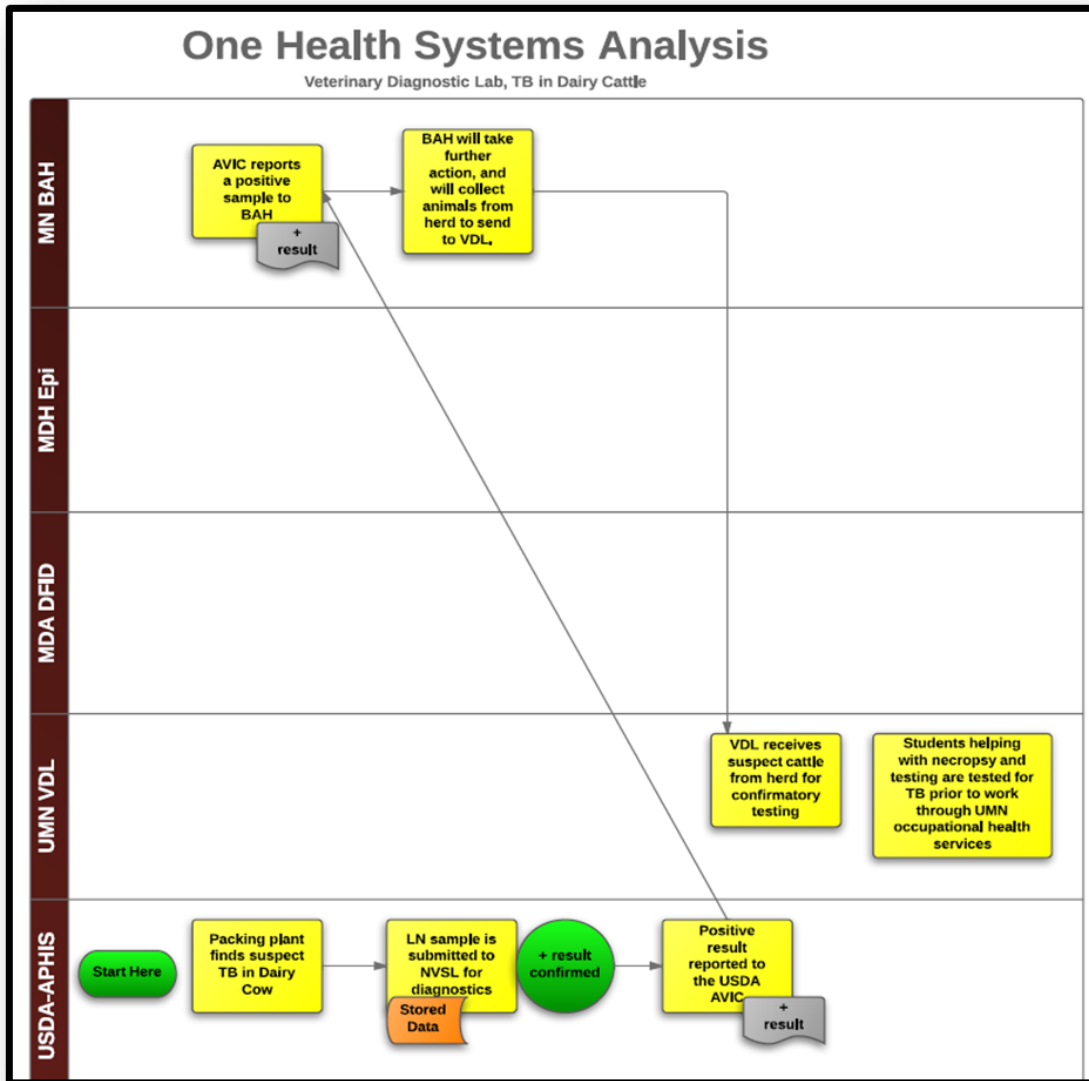 One Health Systems Analysis
Veterinary Diagnostic Lab, TB in Dairy Cattle
MN BAH
AVIC reports
a positive
sample to
BAH
+
result
BAH will take
further
action, and
will collect
animals from
herd to send
to VDL.
MDH Epi
MDA DFID
UMN VDL
VDL receives
suspect cattle
from herd for
confirmatory
testing
Students helping
with necropsy and
testing are tested for
TB prior to work
through UMN
occupational health
services
USDA-APHIS
Start Here
Packing plant
finds suspect
TB in Dairy
Cow
LN sample is
submitted to
NVSL for
diagnostics
Stored
Data
+ result
confirmed
Positive
result
reported to
the USDA
AVIC
+
result